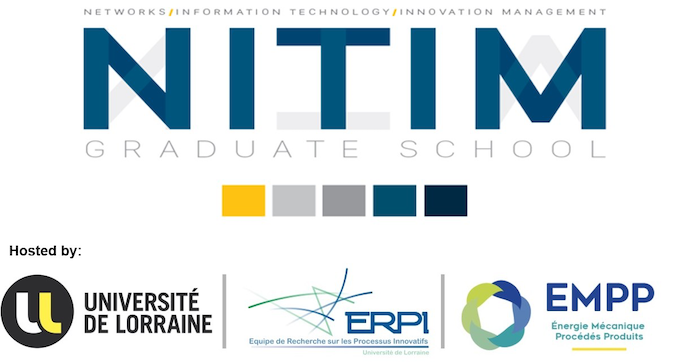 NETWORKS/INFORMATION TECHNOLOGY/INNOVATION MANAGEMENT
NITIM
GRADUATE SCHOOL
Hosted by:
UNIVERSITÉ
DE LORRAINE
ERPI
Equipe de Recherche sur les Processus Innovatifs
Université de Lorraine
EMPP
Énergie Mécanique
Procédés Produits